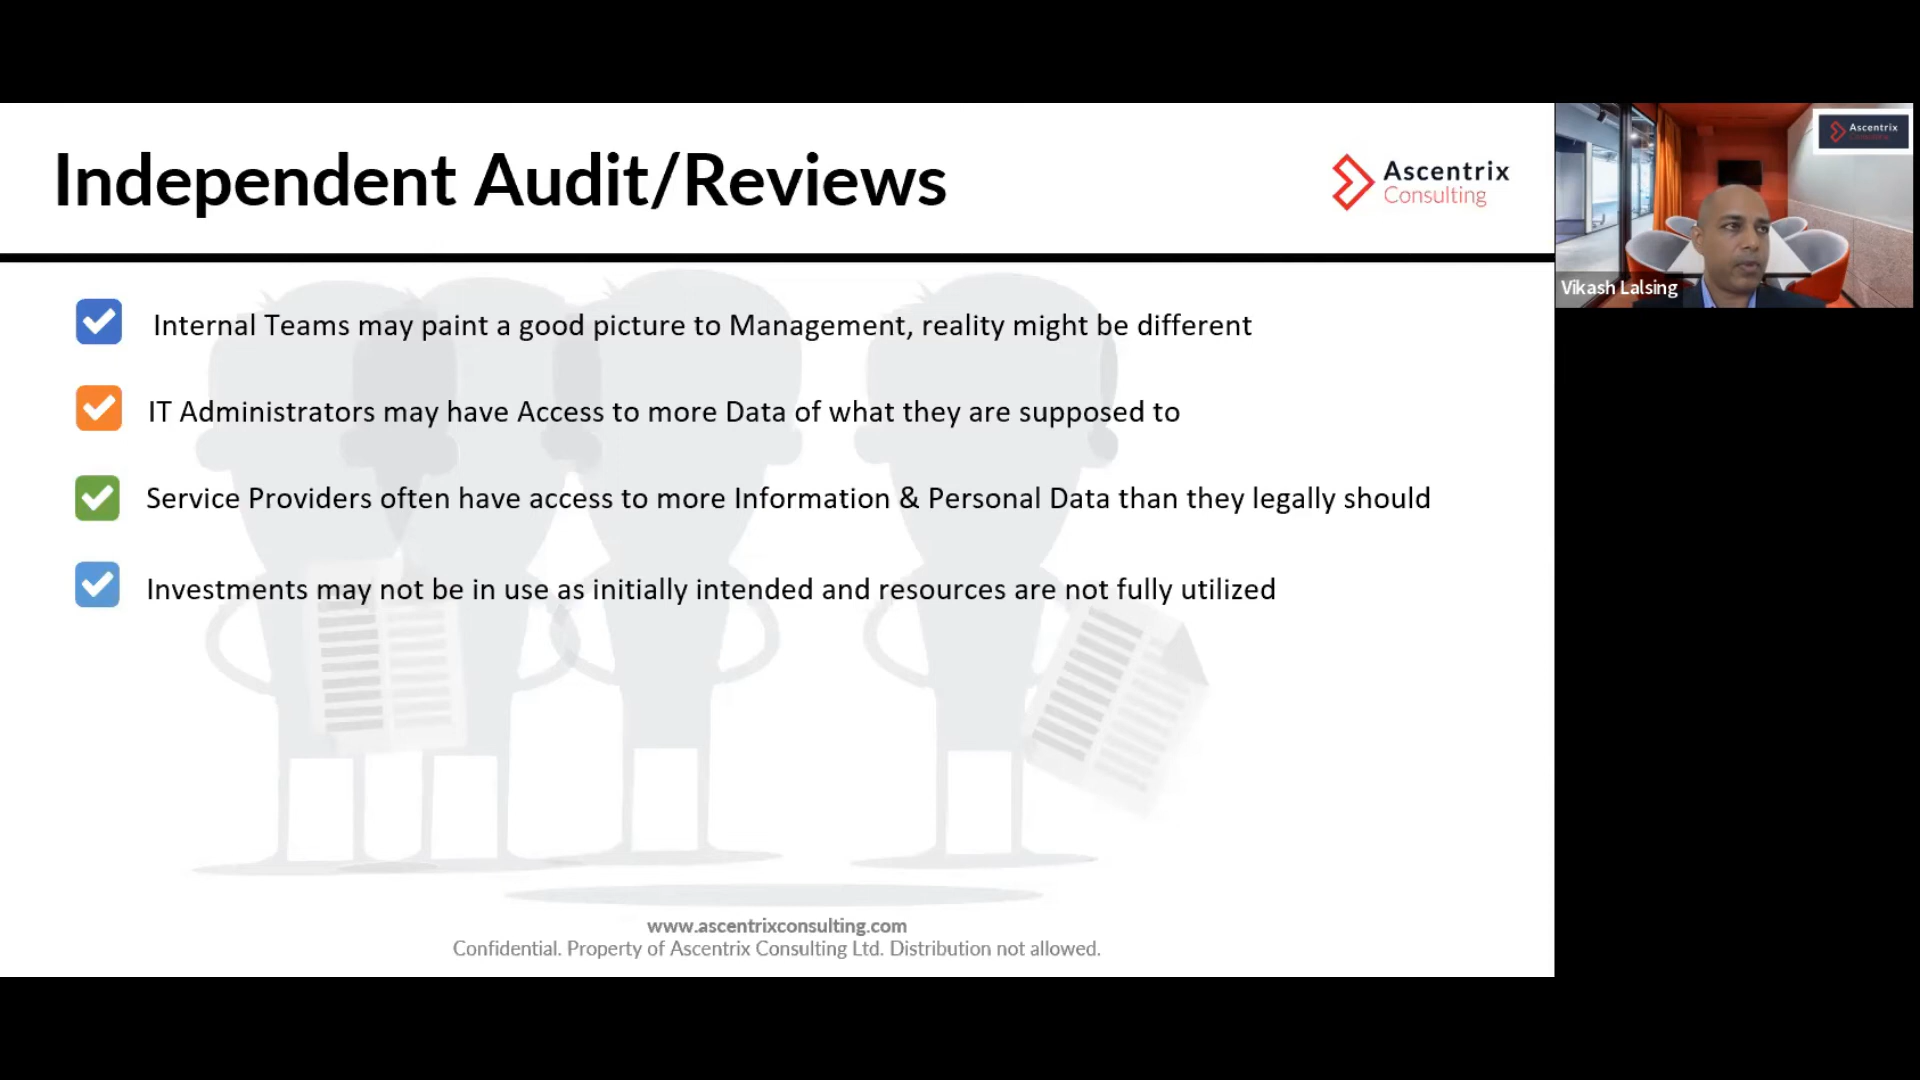 Independent Audit/Reviews
Ascentrix
Consulting
Ascentrix
Vikash Lalsing
Internal Teams may paint a good picture to Management, reality might be different
IT Administrators may have Access to more Data of what they are supposed to
Service Providers often have access to more Information & Personal Data than they legally should
Investments may not be in use as initially intended and resources are not fully utilized
www.ascentrixconsulting.com
Confidential. Property of Ascentrix Consulting Ltd. Distribution not allowed.